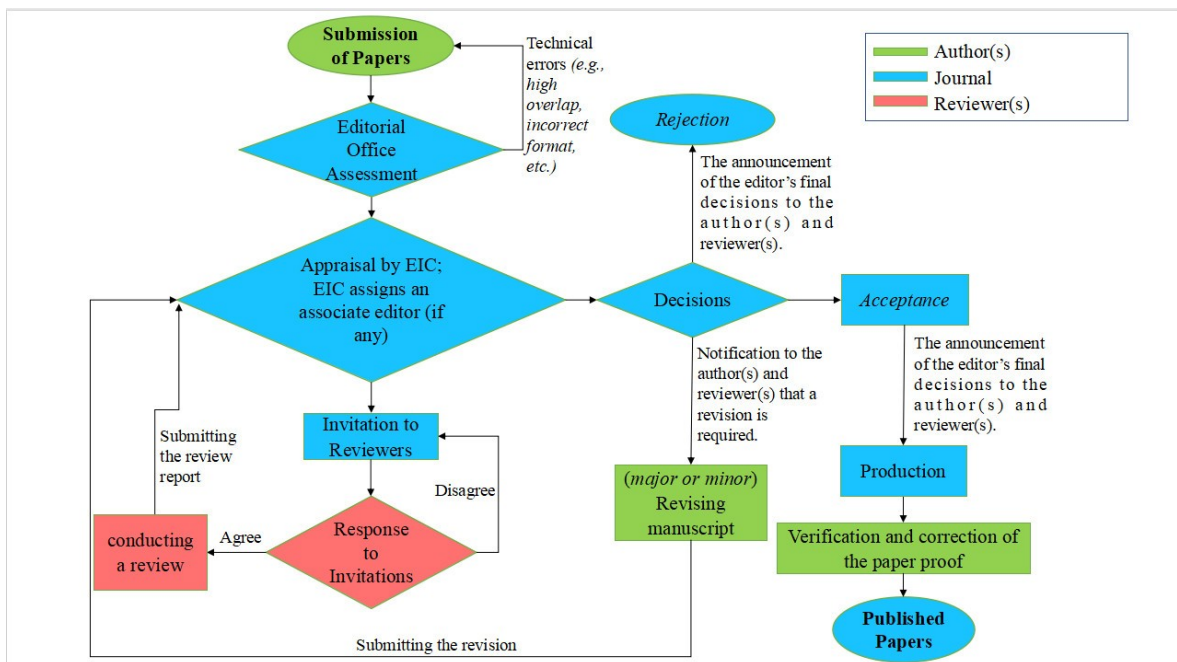 Submission
of Papers
Technical
errors (e.g.,
high
overlap,
incorrect
format,
etc.)
Author(s)
Journal
Reviewer(s)
Editorial
Office
Assessment
Rejection
The announcement
of the editor's final
decisions to the
author(s) and
reviewer(s).
Appraisal by EIC;
EIC assigns an
associate editor (if
any)
Decisions
Acceptance
Notification to the
author(s) and
reviewer(s) that a
revision is
required.
The announcement
of the editor's final
decisions to the
author(s) and
reviewer(s).
Invitation to
Reviewers
Submitting
the review
report
Disagree
Response
to
Invitations
Agree
conducting
a review
(major or minor)
Revising
manuscript
Production
Verification and correction of
the paper proof
Published
Papers
Submitting the revision